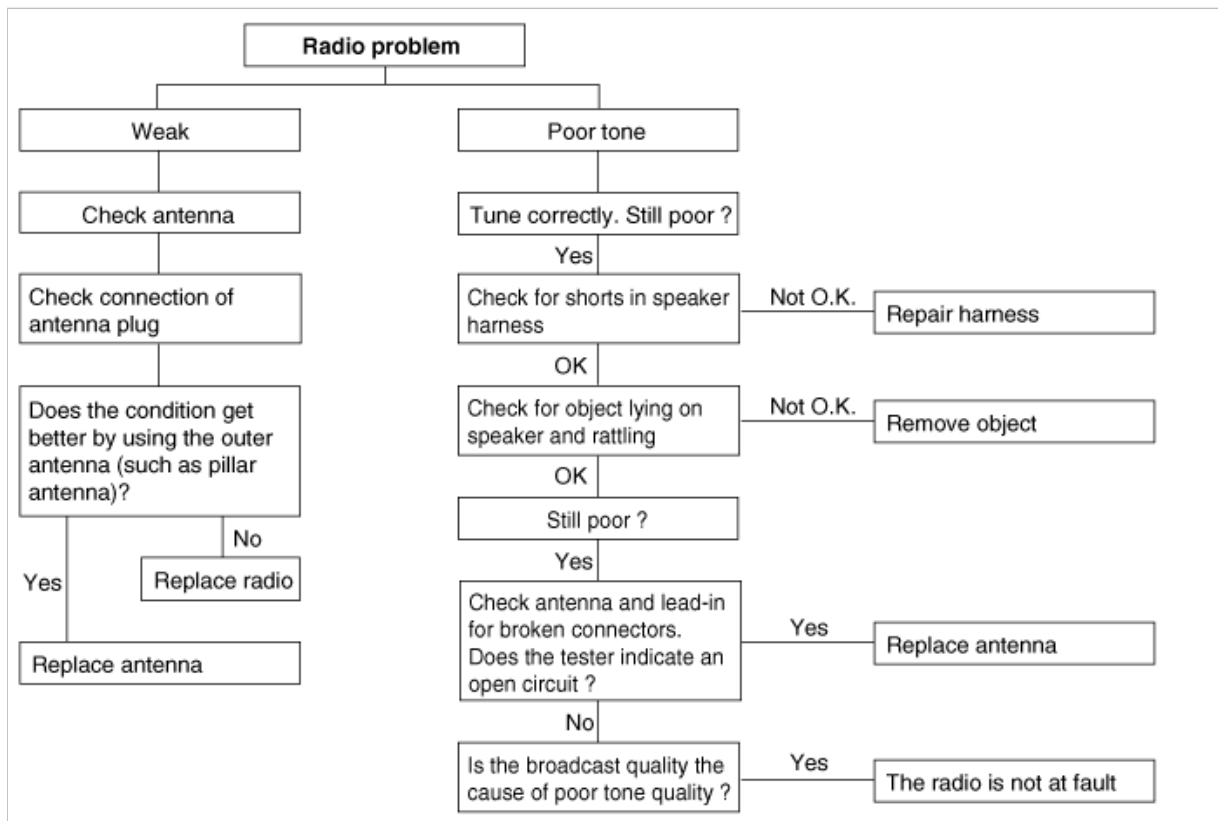 Radio problem
Weak
Poor tone
Check antenna
Tune correctly. Still poor ?
Yes
Check connection of
antenna plug
Check for shorts in speaker
harness
Not O.K.
Repair harness
OK
Does the condition get
better by using the outer
antenna (such as pillar
antenna)?
Check for object lying on
speaker and rattling
Not O.K.
Remove object
OK
Still poor ?
No
Replace radio
Yes
Replace antenna
Yes
Check antenna and lead-in
for broken connectors.
Does the tester indicate an
open circuit ?
Yes
Replace antenna
No
Is the broadcast quality the
cause of poor tone quality ?
Yes
The radio is not at fault